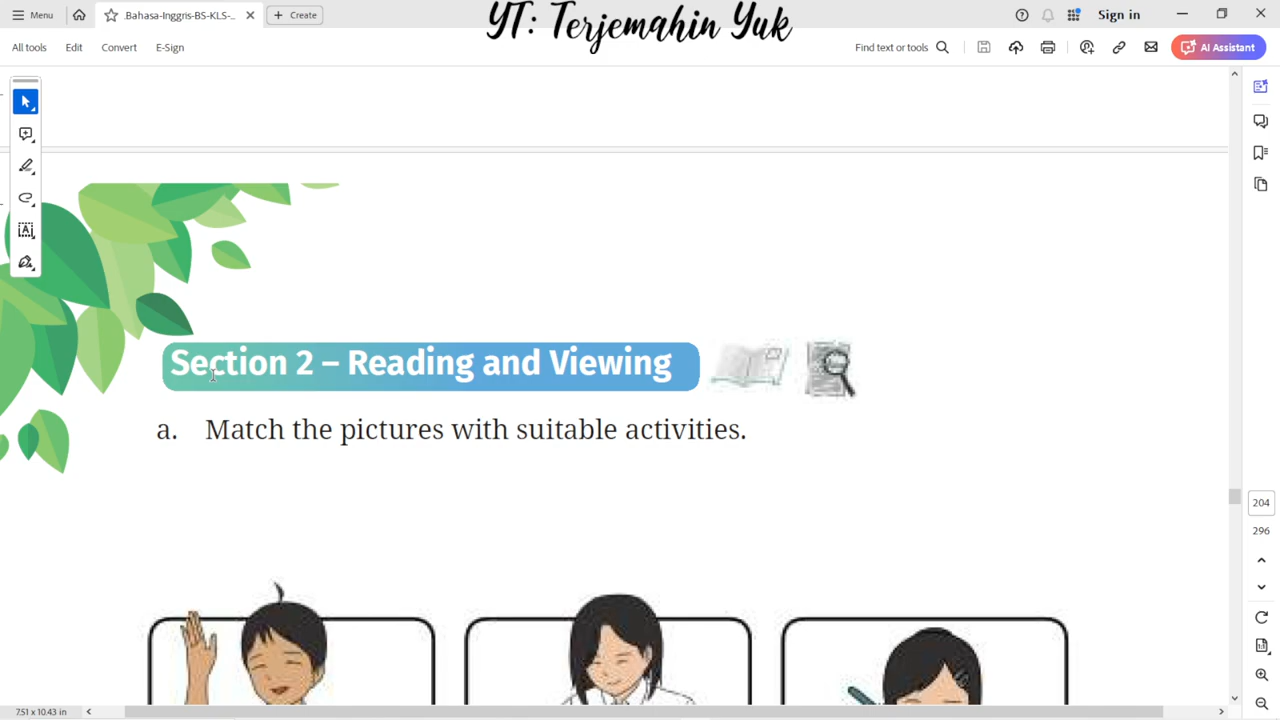 Menu
.Bahasa-Inggris-BS-KLS-...
Create
YT: Terjemahin Yuk
Sign in
All tools
Edit
Convert
E-Sign
Find text or tools
AI Assistant
Section 2 – Reading and Viewing
a. Match the pictures with suitable activities.
204
296
7.51 x 10.43 in